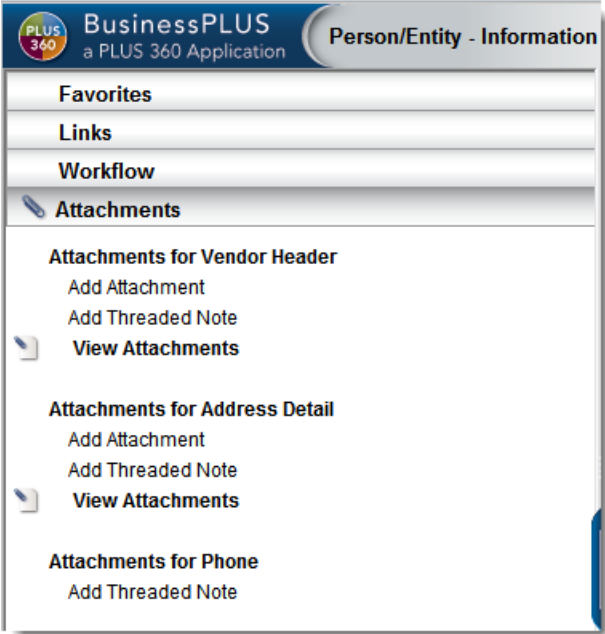 PLUS
360
BusinessPLUS
a PLUS 360 Application
Person/Entity - Information
Favorites
Links
Workflow
Attachments
Attachments for Vendor Header
Add Attachment
Add Threaded Note
View Attachments
Attachments for Address Detail
Add Attachment
Add Threaded Note
View Attachments
Attachments for Phone
Add Threaded Note